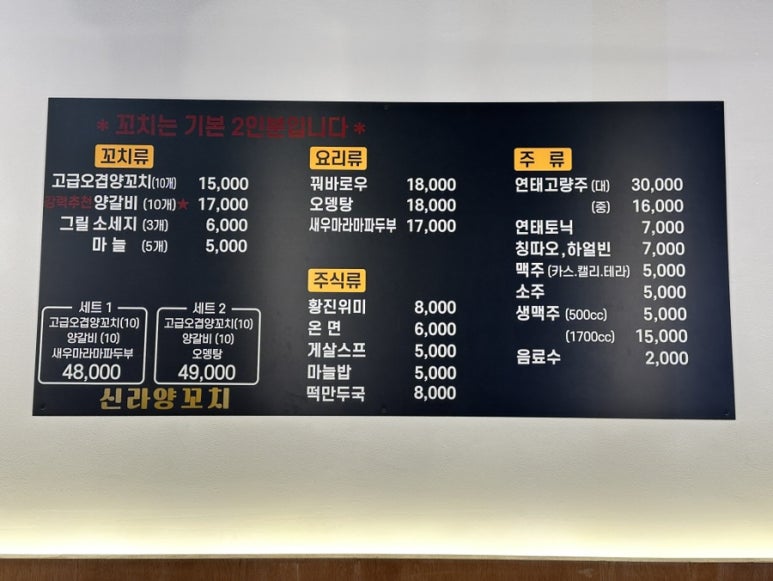 * 꼬치는 기본 2인분입니다 *
꼬치류
고급오겹양꼬치(10개) 15,000
강력추천 양갈비 (10개)★ 17,000
그릴 소세지 (3개) 6,000
마 늘 (5개) 5,000
세트 1
고급오겹양꼬치(10)
양갈비 (10)
새우마라마파두부
48,000
세트 2
고급오겹양꼬치(10)
양갈비 (10)
오뎅탕
49,000
신라양꼬치
요리류
꿔바로우 18,000
오뎅탕 18,000
새우마라마파두부 17,000
주식류
황진위미 8,000
온 면 6,000
게살스프 5,000
마늘밥 5,000
떡만두국 8,000
주 류
연태고량주 (대) 30,000
(중) 16,000
연태토닉 7,000
칭따오,하얼빈 7,000
맥주 (카스.캘리.테라) 5,000
소주 5,000
생맥주 (500cc) 5,000
(1700cc) 15,000
음료수 2,000